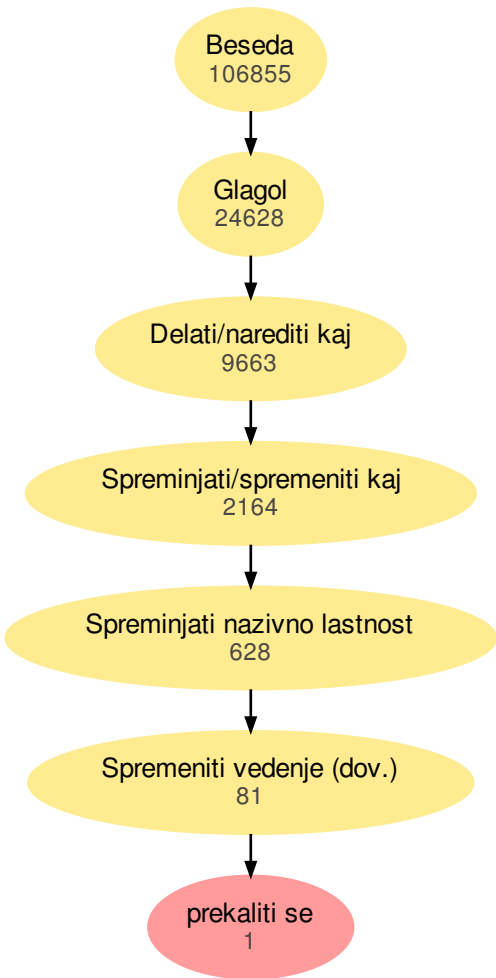 Beseda
106855
Glagol
24628
Delati/narediti kaj
9663
Spreminjati/spremeniti kaj
2164
Spreminjati nazivno lastnost
628
Spremeniti vedenje (dov.)
81
prekaliti se
1